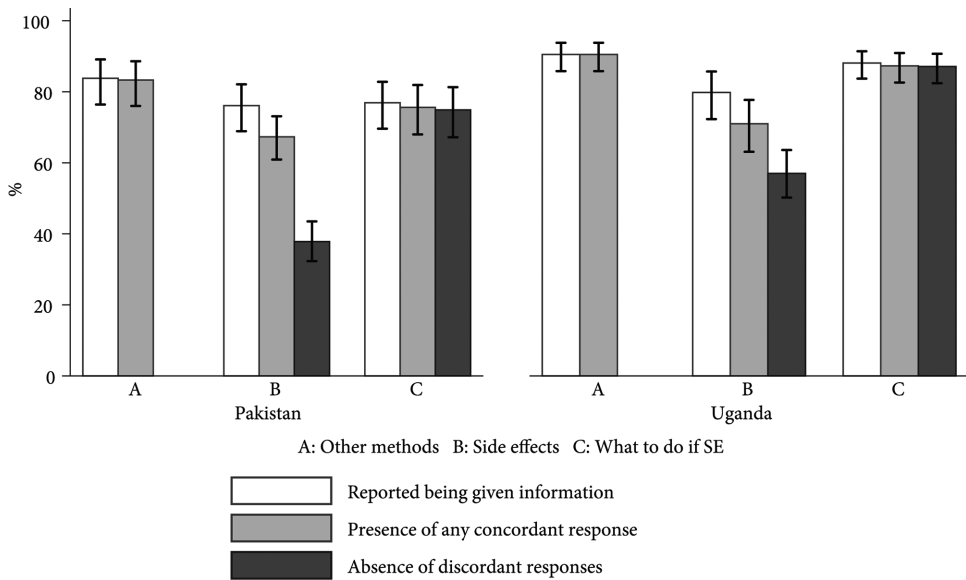 100
80
60
40
20
0
%
A B C A B C
Pakistan Uganda
A: Other methods B: Side effects C: What to do if SE
Reported being given information
Presence of any concordant response
Absence of discordant responses